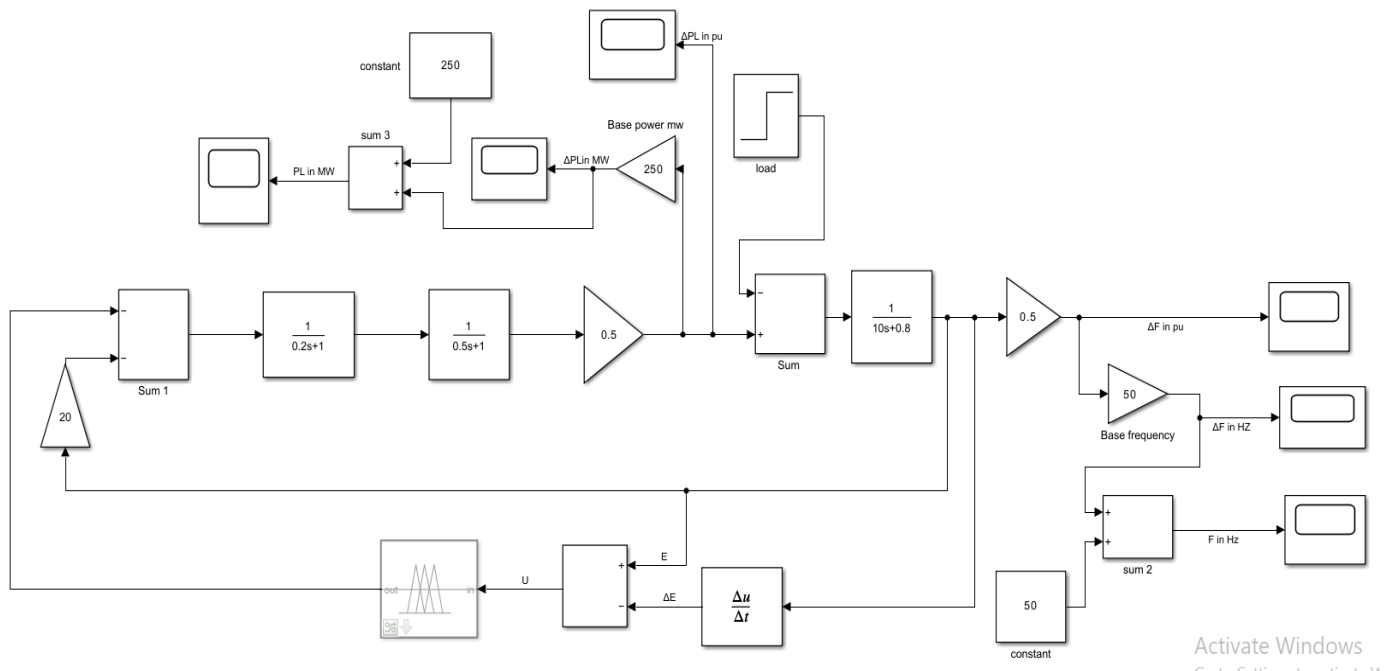 ΔPL in pu
constant
250
Base power mw
sum 3
250
ΔPLin MW
load
PL in MW
+
+
−
−
Sum 1
1
0.2s+1
1
0.5s+1
0.5
−
+
Sum
1
10s+0.8
0.5
ΔF in pu
20
50
Base frequency
ΔF in HZ
+
+
F in Hz
sum 2
out
in
U
+
−
E
ΔE
Δu
Δt
50
constant
Activate Windows